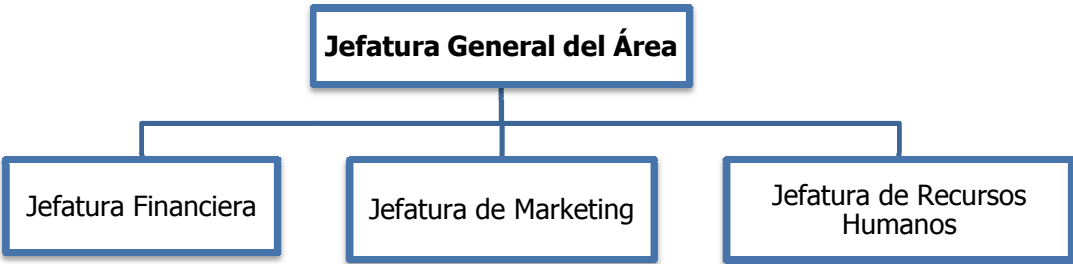 Jefatura General del Área
Jefatura Financiera
Jefatura de Marketing
Jefatura de Recursos
Humanos